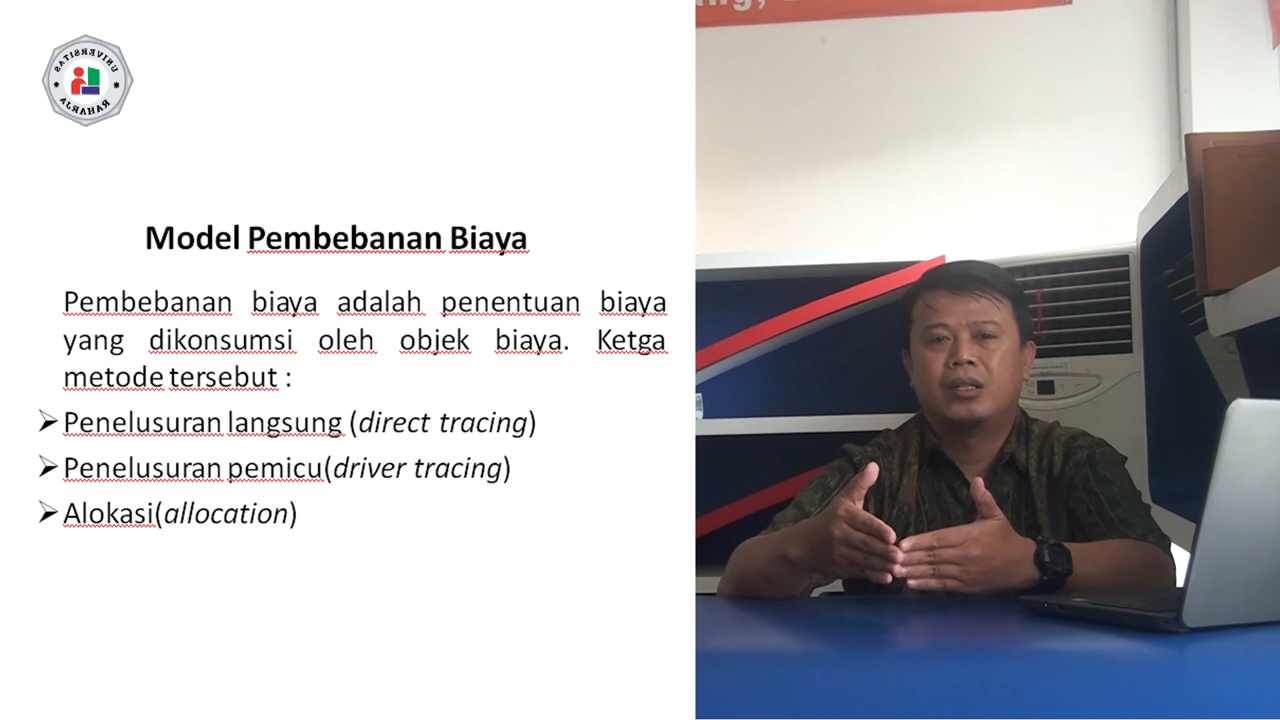 UNIVERSITAS
RAHARJA
Model Pembebanan Biaya
Pembebanan biaya adalah penentuan biaya
yang dikonsumsi oleh objek biaya. Ketga
metode tersebut :
Penelusuran langsung (direct tracing)
Penelusuran pemicu(driver tracing)
Alokasi(allocation)